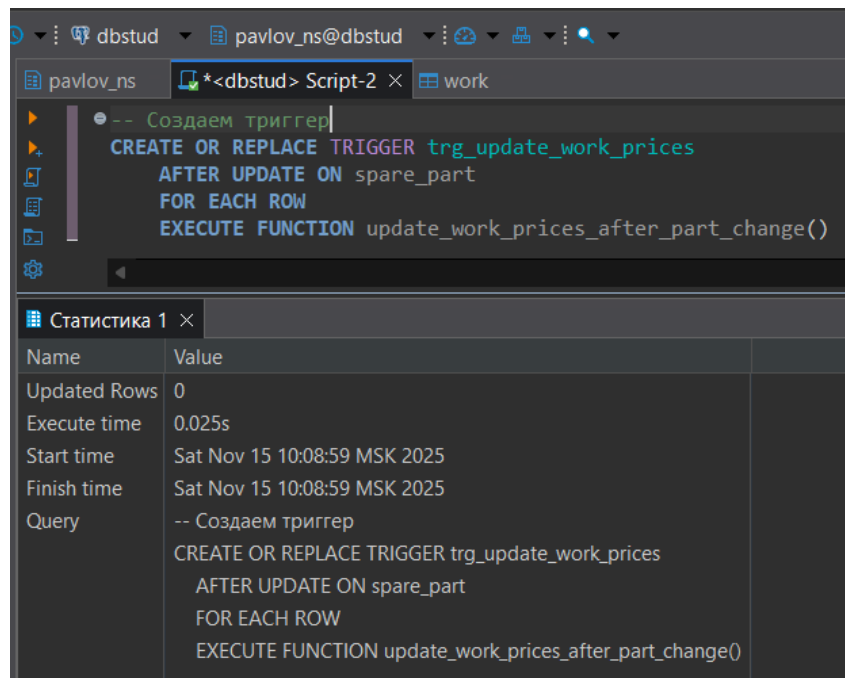 dbstud pavlov_ns@dbstud
pavlov_ns *<dbstud> Script-2 work
-- Создаем триггер
CREATE OR REPLACE TRIGGER trg_update_work_prices
AFTER UPDATE ON spare_part
FOR EACH ROW
EXECUTE FUNCTION update_work_prices_after_part_change()
Статистика 1
Name Value
Updated Rows 0
Execute time 0.025s
Start time Sat Nov 15 10:08:59 MSK 2025
Finish time Sat Nov 15 10:08:59 MSK 2025
Query -- Создаем триггер
CREATE OR REPLACE TRIGGER trg_update_work_prices
AFTER UPDATE ON spare_part
FOR EACH ROW
EXECUTE FUNCTION update_work_prices_after_part_change()